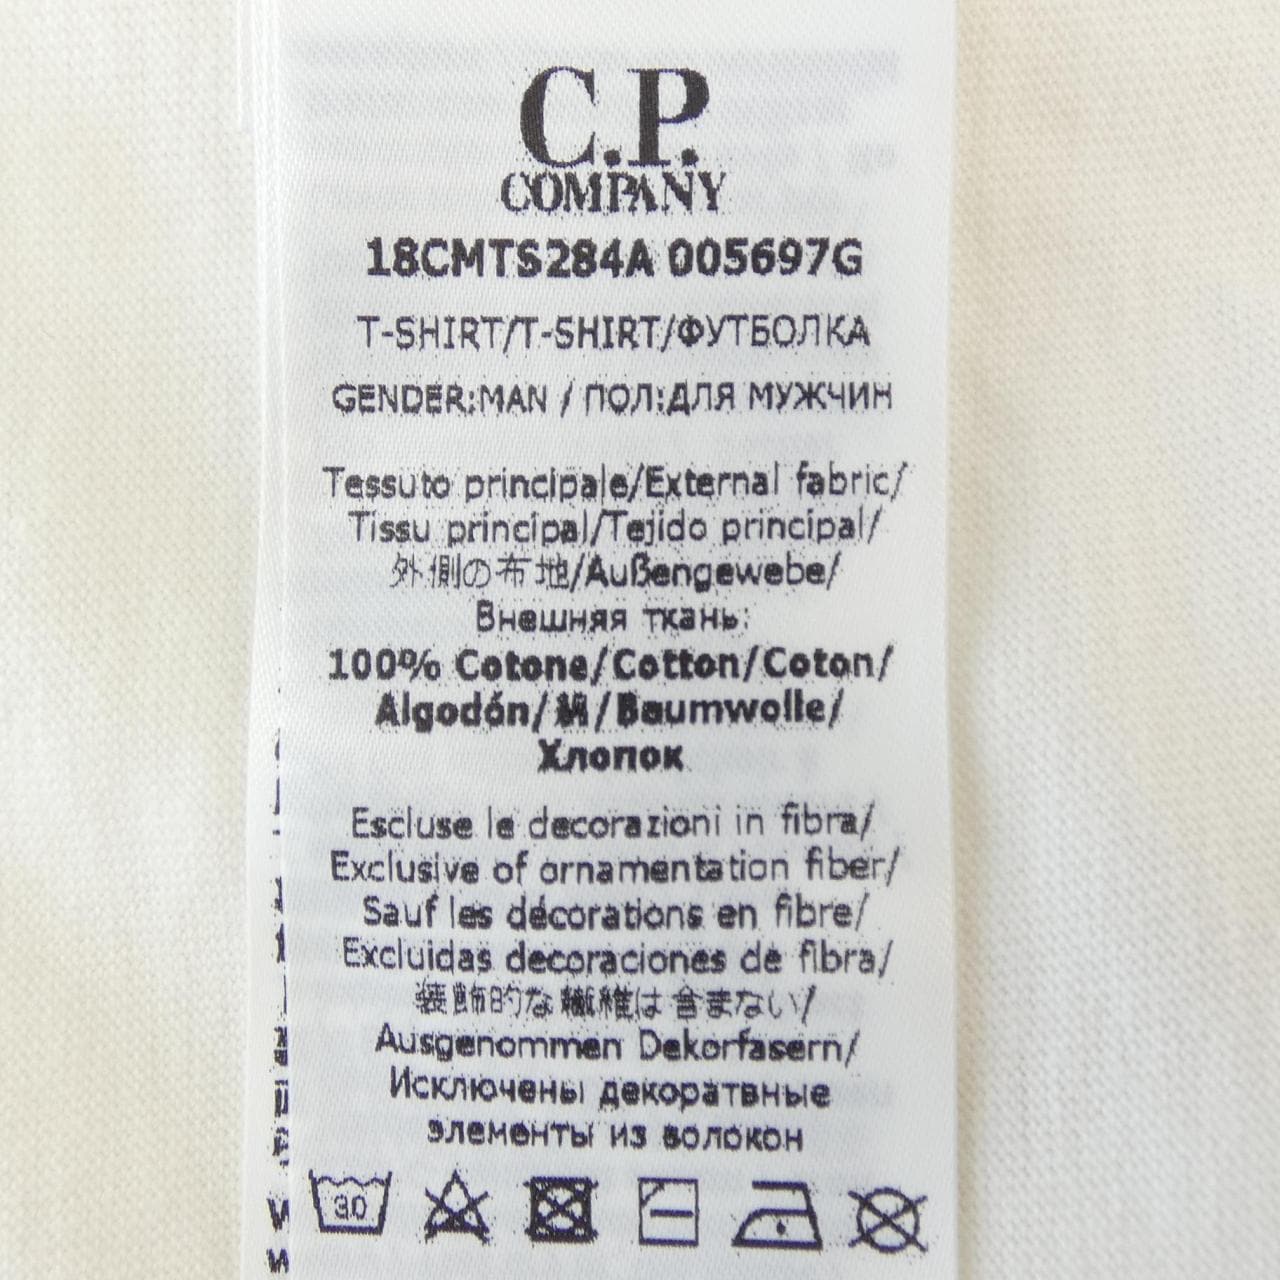 C.P.
COMPANY
18CMTS284A 005697G
T-SHIRT/T-SHIRT/ФУТБОЛКА
GENDER:MAN / ПОЛ:ДЛЯ МУЖЧИН
Tessuto principale/External fabric/
Tissu principal/Tejido principal/
外側の布地/Außengewebe/
Внешняя ткань:
100% Cotone/Cotton/Coton/
Algodón/綿/Baumwolle/
Хлопок
Escluse le decorazioni in fibra/
Exclusive of ornamentation fiber/
Sauf les décorations en fibre/
Excluidas decoraciones de fibra/
装飾的な繊維は含まない/
Ausgenommen Dekorfasern/
Исключены декоратвные
элементы из волокон
30